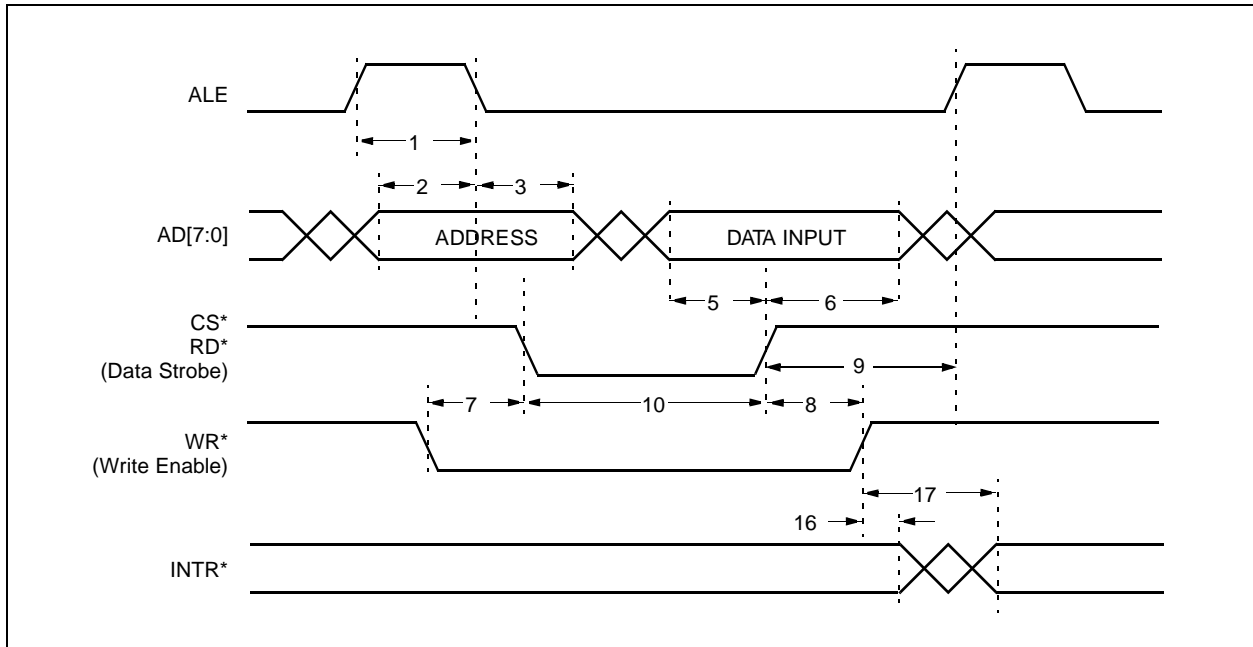 ALE
1
2
3
AD[7:0]
ADDRESS
DATA INPUT
5
6
CS*
RD*
(Data Strobe)
9
7
10
8
WR*
(Write Enable)
17
16
INTR*